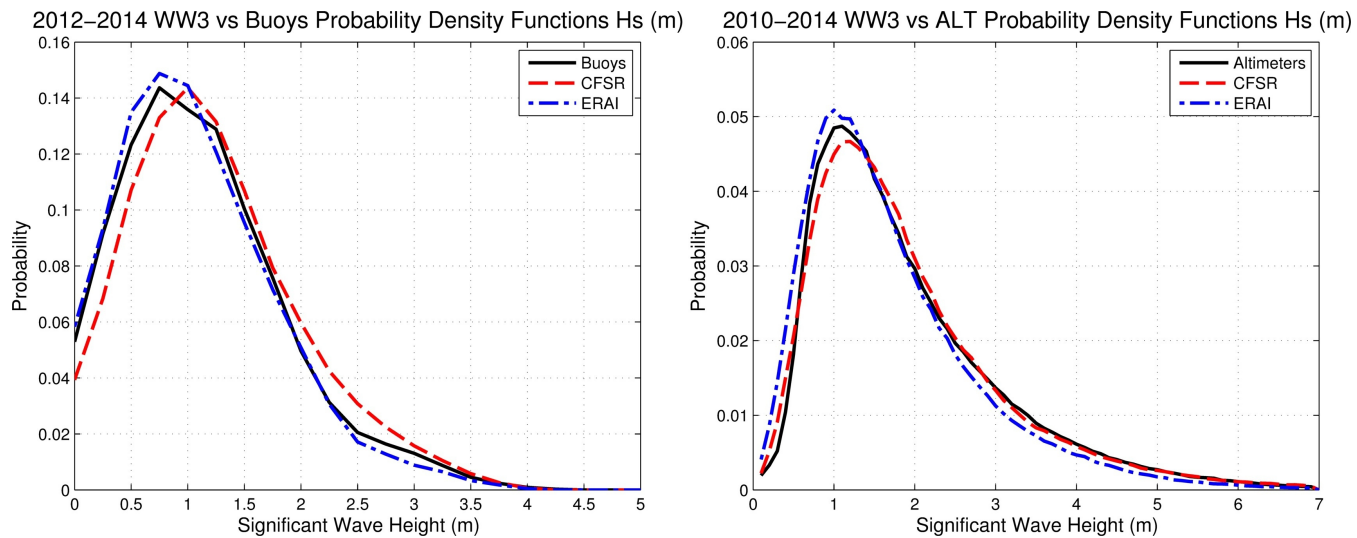 2012−2014 WW3 vs Buoys Probability Density Functions Hs (m)
0.16
0.14
0.12
0.1
0.08
0.06
0.04
0.02
0
Probability
Buoys
CFSR
ERAI
0 0.5 1 1.5 2 2.5 3 3.5 4 4.5 5
Significant Wave Height (m)
2010−2014 WW3 vs ALT Probability Density Functions Hs (m)
0.06
0.05
0.04
0.03
0.02
0.01
0
Probability
Altimeters
CFSR
ERAI
0 1 2 3 4 5 6 7
Significant Wave Height (m)